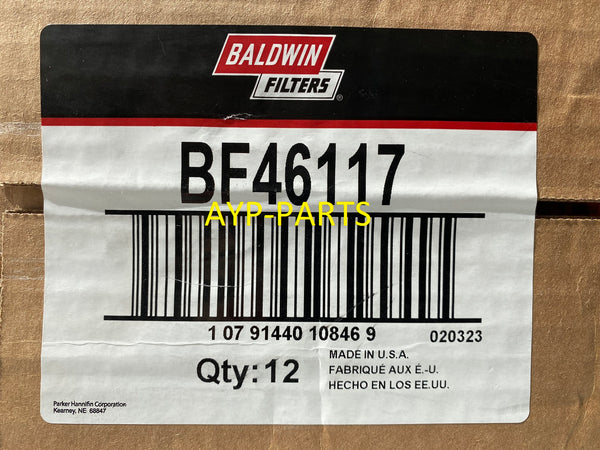 BALDWIN
FILTERS®
BF46117
AYP-PARTS
1 07 91440 10846 9
020323
Qty: 12
MADE IN U.S.A.
FABRIQUÉ AUX É.-U.
HECHO EN LOS EE.UU.
Parker Hannifin Corporation
Kearney, NE 68847